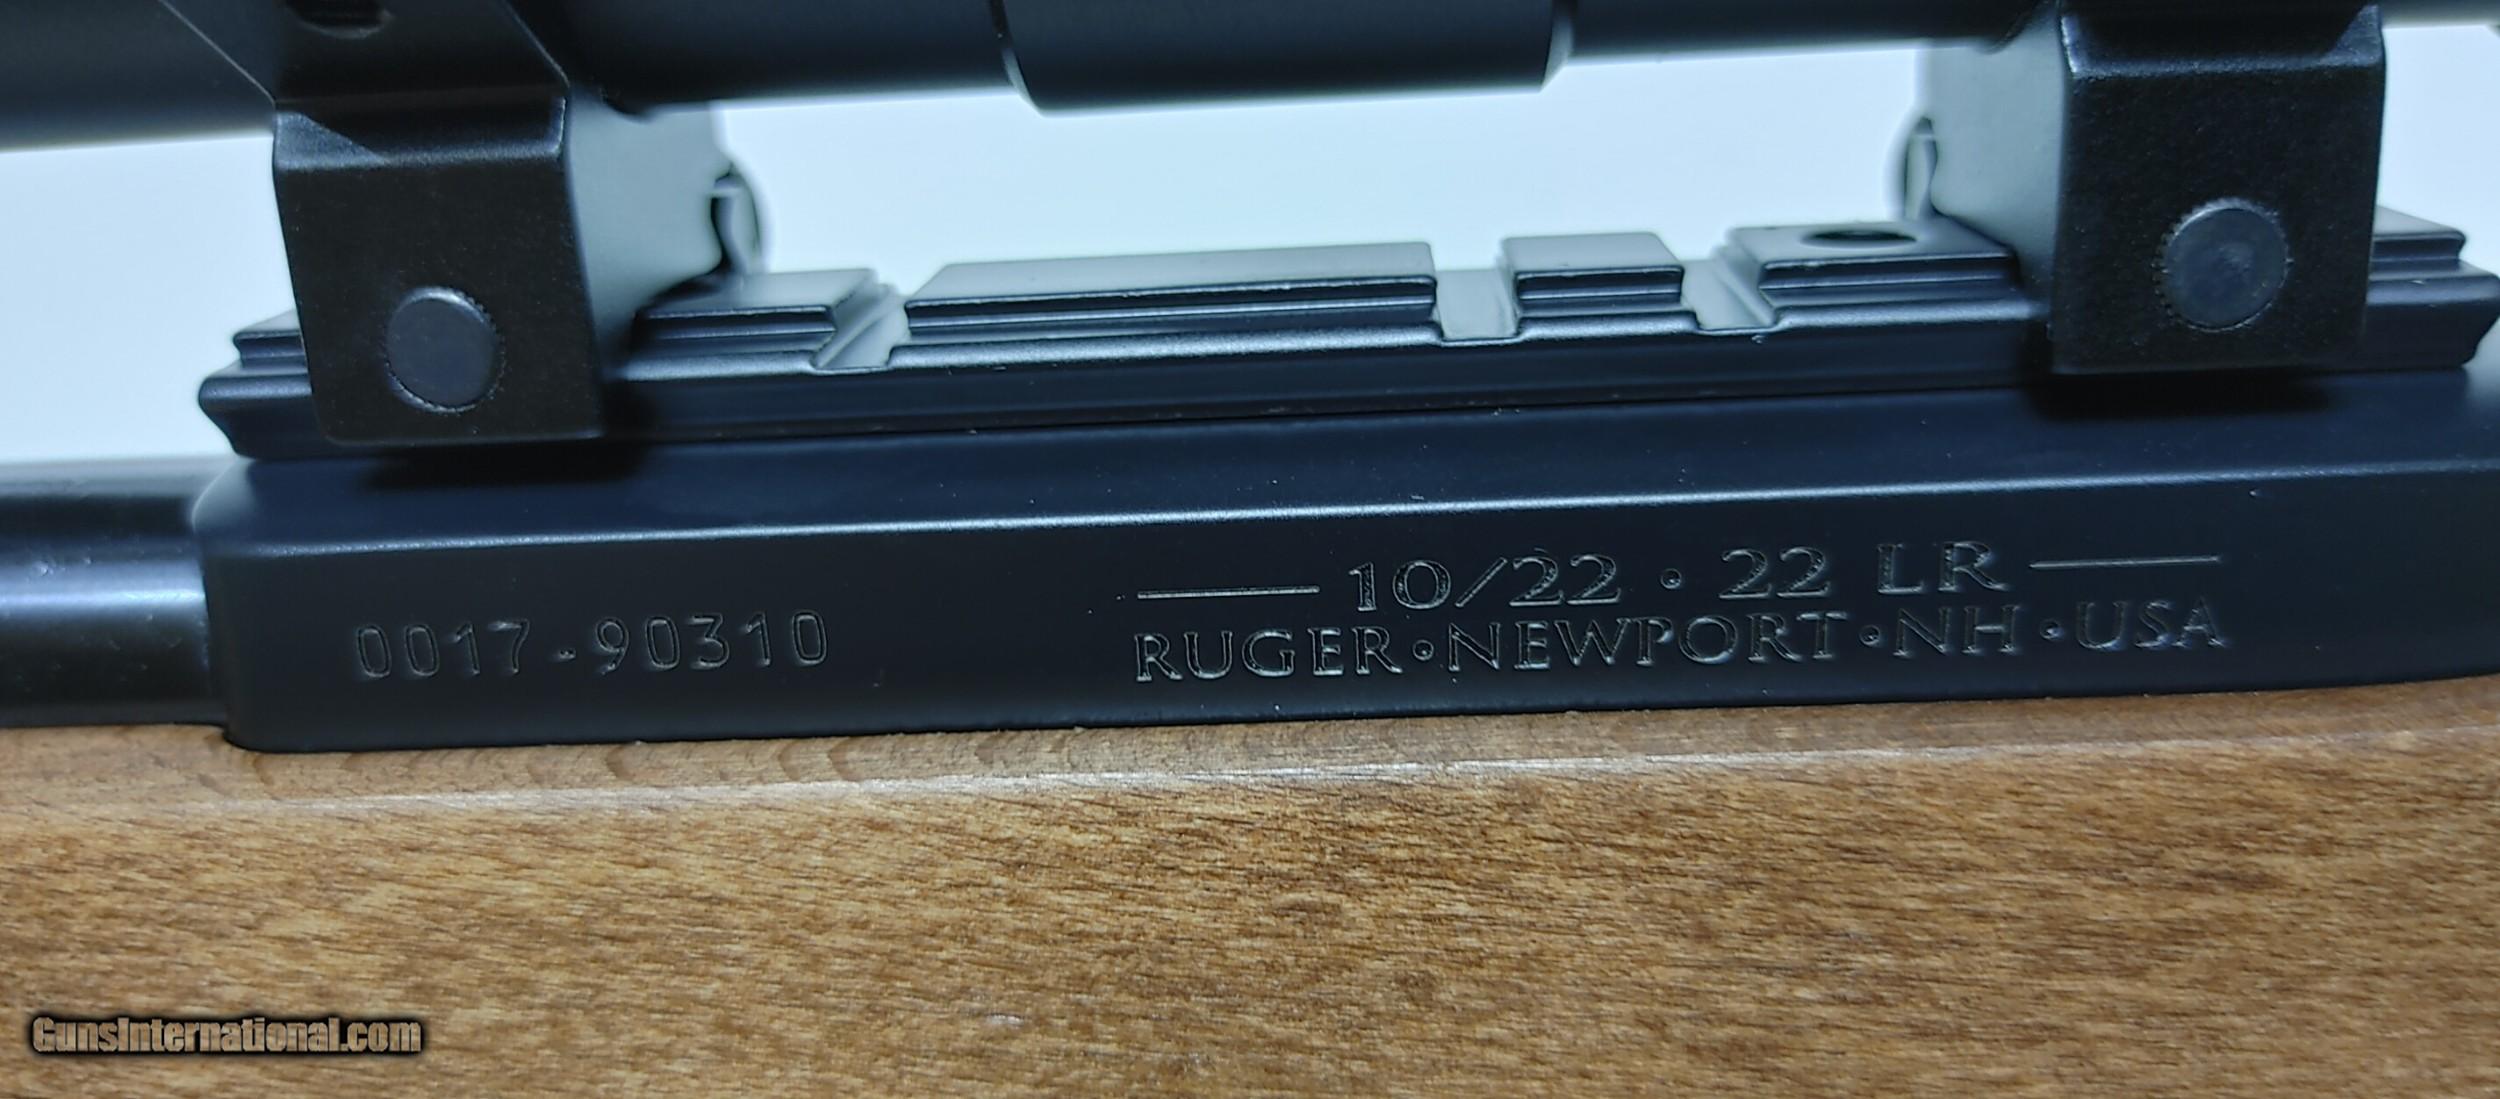 10/22 • 22 LR
0017-90310
RUGER•NEWPORT•NH•USA
GunsInternational.com